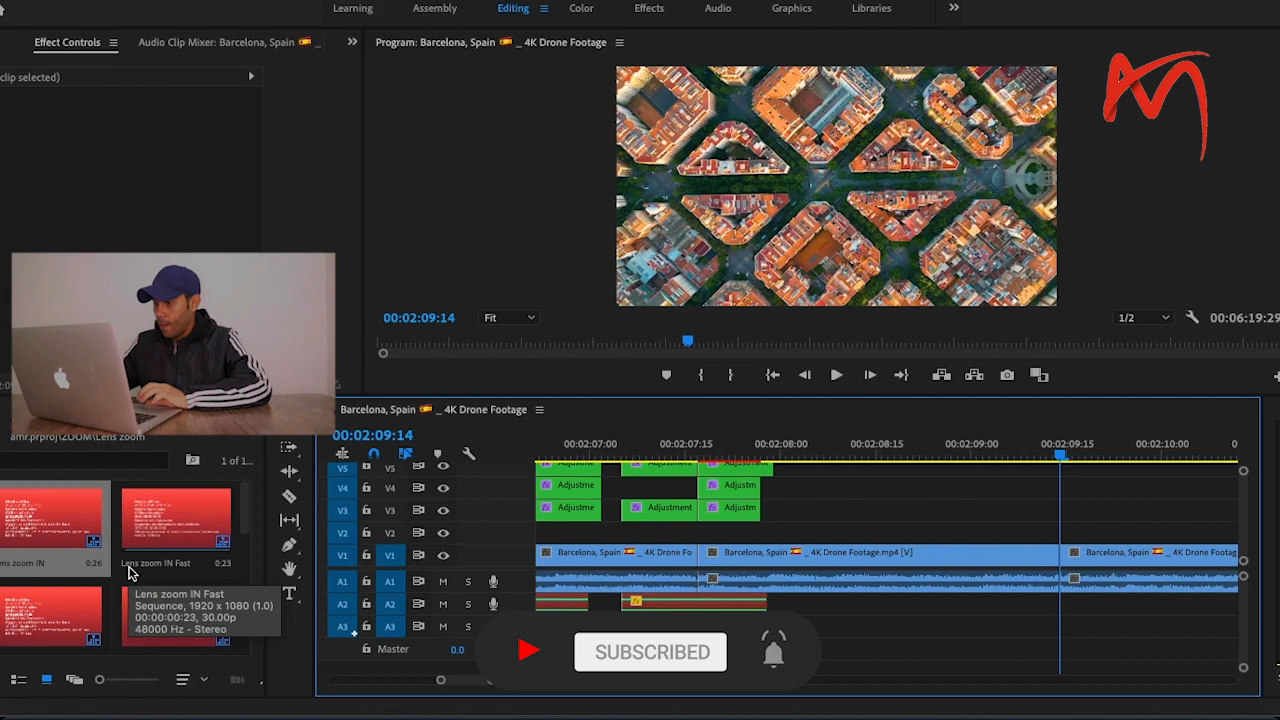 Learning Assembly Editing Color Effects Audio Graphics Libraries
Effect Controls Audio Clip Mixer: Barcelona, Spain 🇪🇸 _ Program: Barcelona, Spain 🇪🇸 _ 4K Drone Footage
clip selected)
00:02:09:14 Fit 1/2 00:06:19:29
Barcelona, Spain 🇪🇸 _ 4K Drone Footage
amr.prproj\ZOOM\Lens zoom
1 of 1...
00:02:09:14
00:02:07:00 00:02:07:15 00:02:08:00 00:02:08:15 00:02:09:00 00:02:09:15 00:02:10:00 0
V5 V5 Adjustme Adjustment Adjustment
V4 V4 Adjustme Adjustm
V3 V3 Adjustme Adjustment Adjustm
V2 V2
V1 V1 Barcelona, Spain 🇪🇸 _ 4K Drone Fo Barcelona, Spain 🇪🇸 _ 4K Drone Footage.mp4 [V] Barcelona, Spain 🇪🇸 _ 4K Drone Footag
A1 A1 M S
A2 A2 M S
A3 A3 M S
Master 0.0
ens zoom IN 0:26 Lens zoom IN Fast 0:23
Lens zoom IN Fast
Sequence, 1920 x 1080 (1.0)
00:00:00:23, 30.00p
48000 Hz - Stereo
SUBSCRIBED